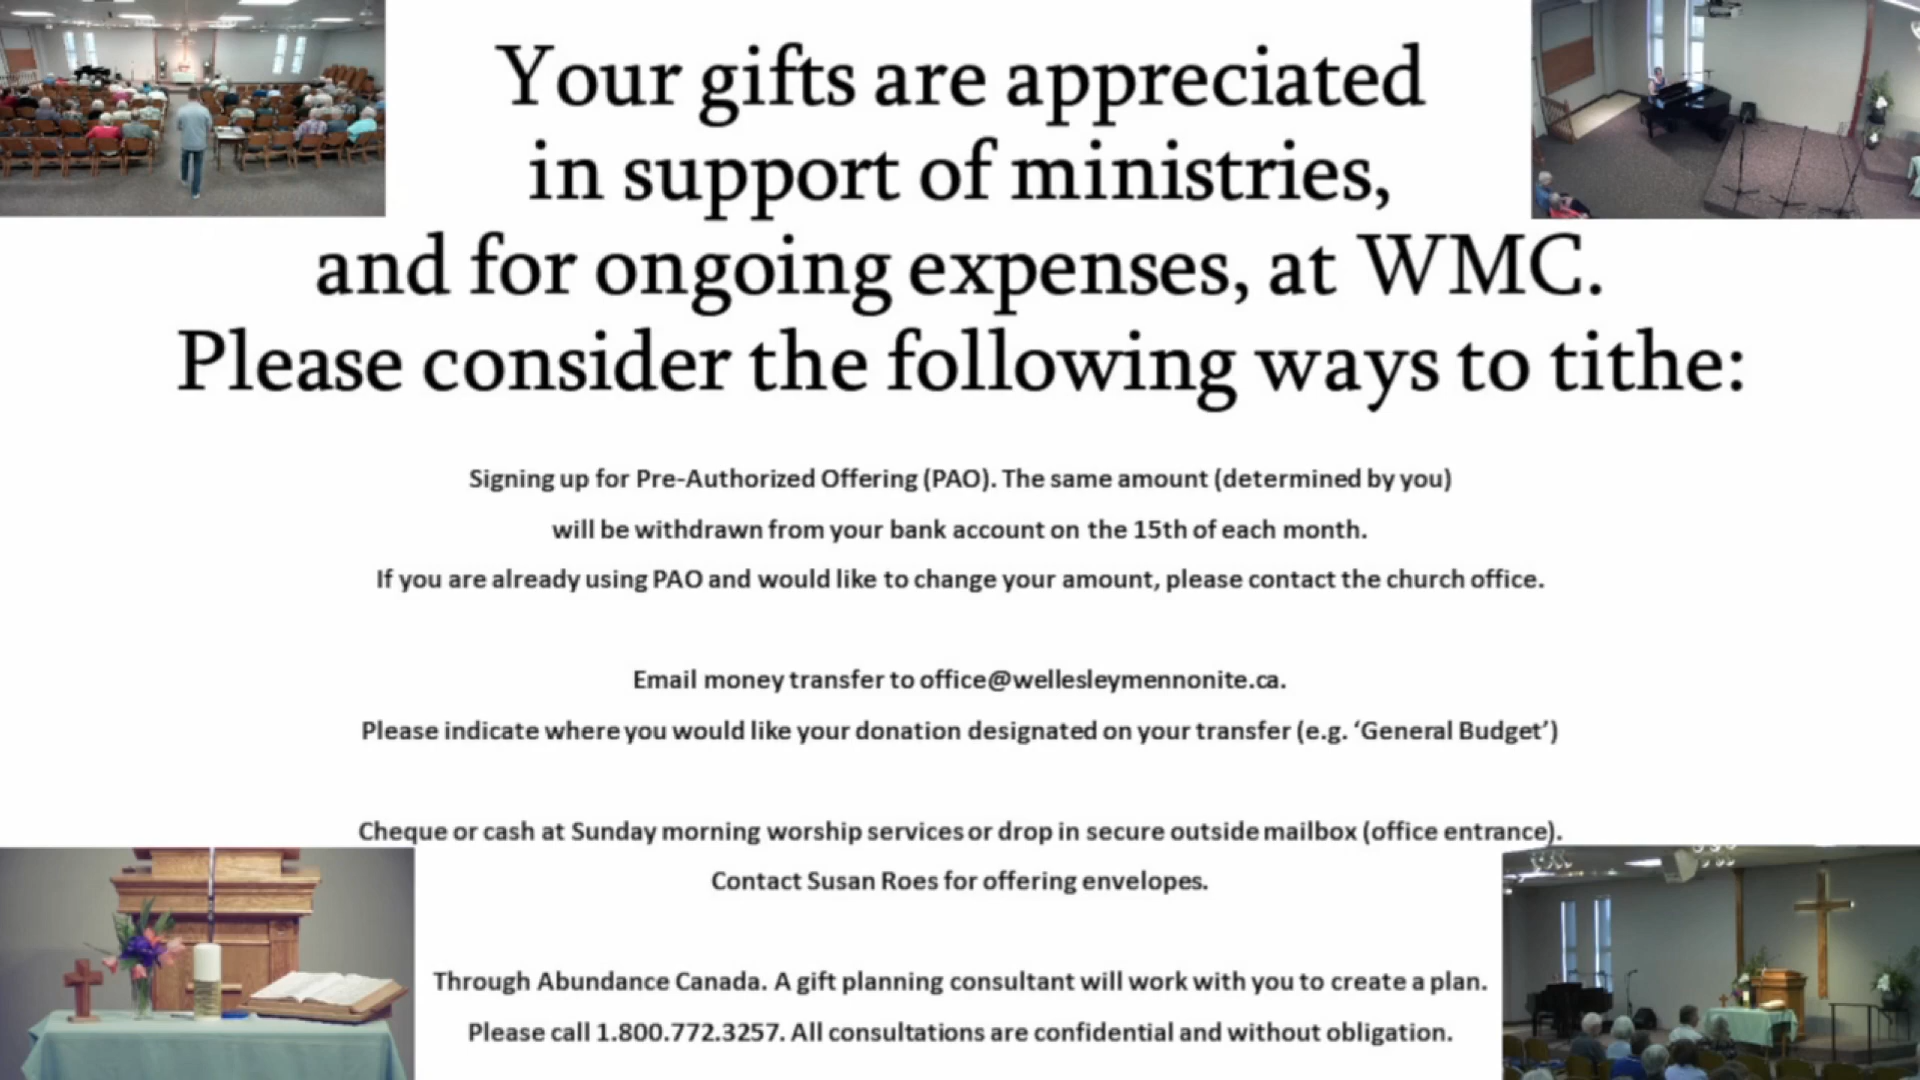 Your gifts are appreciated
in support of ministries,
and for ongoing expenses, at WMC.
Please consider the following ways to tithe:
Signing up for Pre-Authorized Offering (PAO). The same amount (determined by you)
will be withdrawn from your bank account on the 15th of each month.
If you are already using PAO and would like to change your amount, please contact the church office.
Email money transfer to office@wellesleymennonite.ca.
Please indicate where you would like your donation designated on your transfer (e.g. ‘General Budget’)
Cheque or cash at Sunday morning worship services or drop in secure outside mailbox (office entrance).
Contact Susan Roes for offering envelopes.
Through Abundance Canada. A gift planning consultant will work with you to create a plan.
Please call 1.800.772.3257. All consultations are confidential and without obligation.